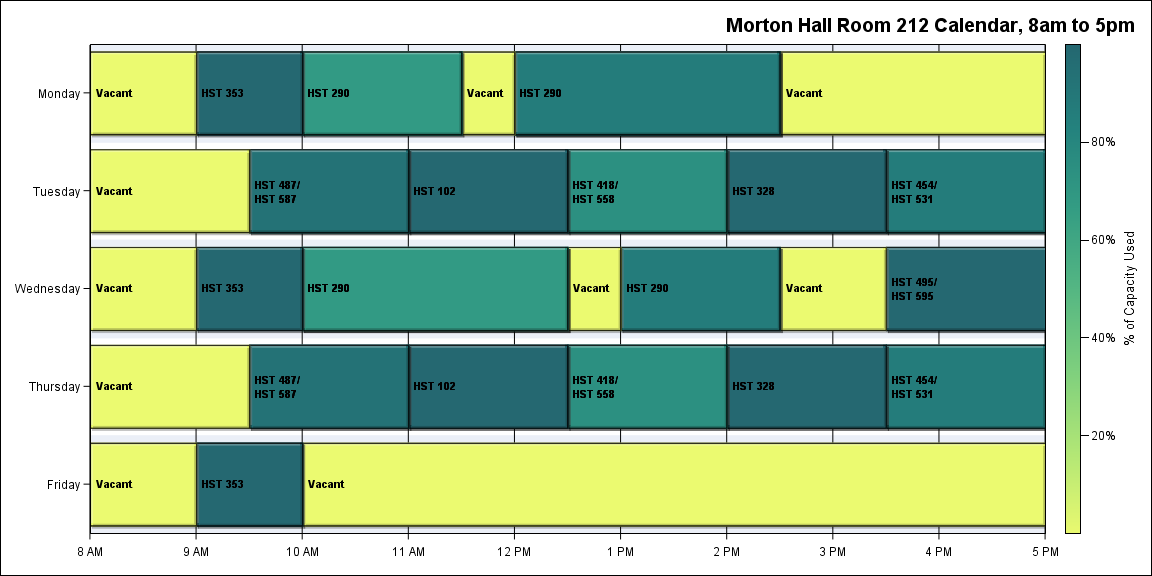 Morton Hall Room 212 Calendar, 8am to 5pm
Monday
Vacant
HST 353
HST 290
Vacant
HST 290
Vacant
Tuesday
Vacant
HST 487/
HST 587
HST 102
HST 418/
HST 558
HST 328
HST 454/
HST 531
Wednesday
Vacant
HST 353
HST 290
Vacant
HST 290
Vacant
HST 495/
HST 595
Thursday
Vacant
HST 487/
HST 587
HST 102
HST 418/
HST 558
HST 328
HST 454/
HST 531
Friday
Vacant
HST 353
Vacant
8 AM
9 AM
10 AM
11 AM
12 PM
1 PM
2 PM
3 PM
4 PM
5 PM
80%
60%
40%
20%
% of Capacity Used